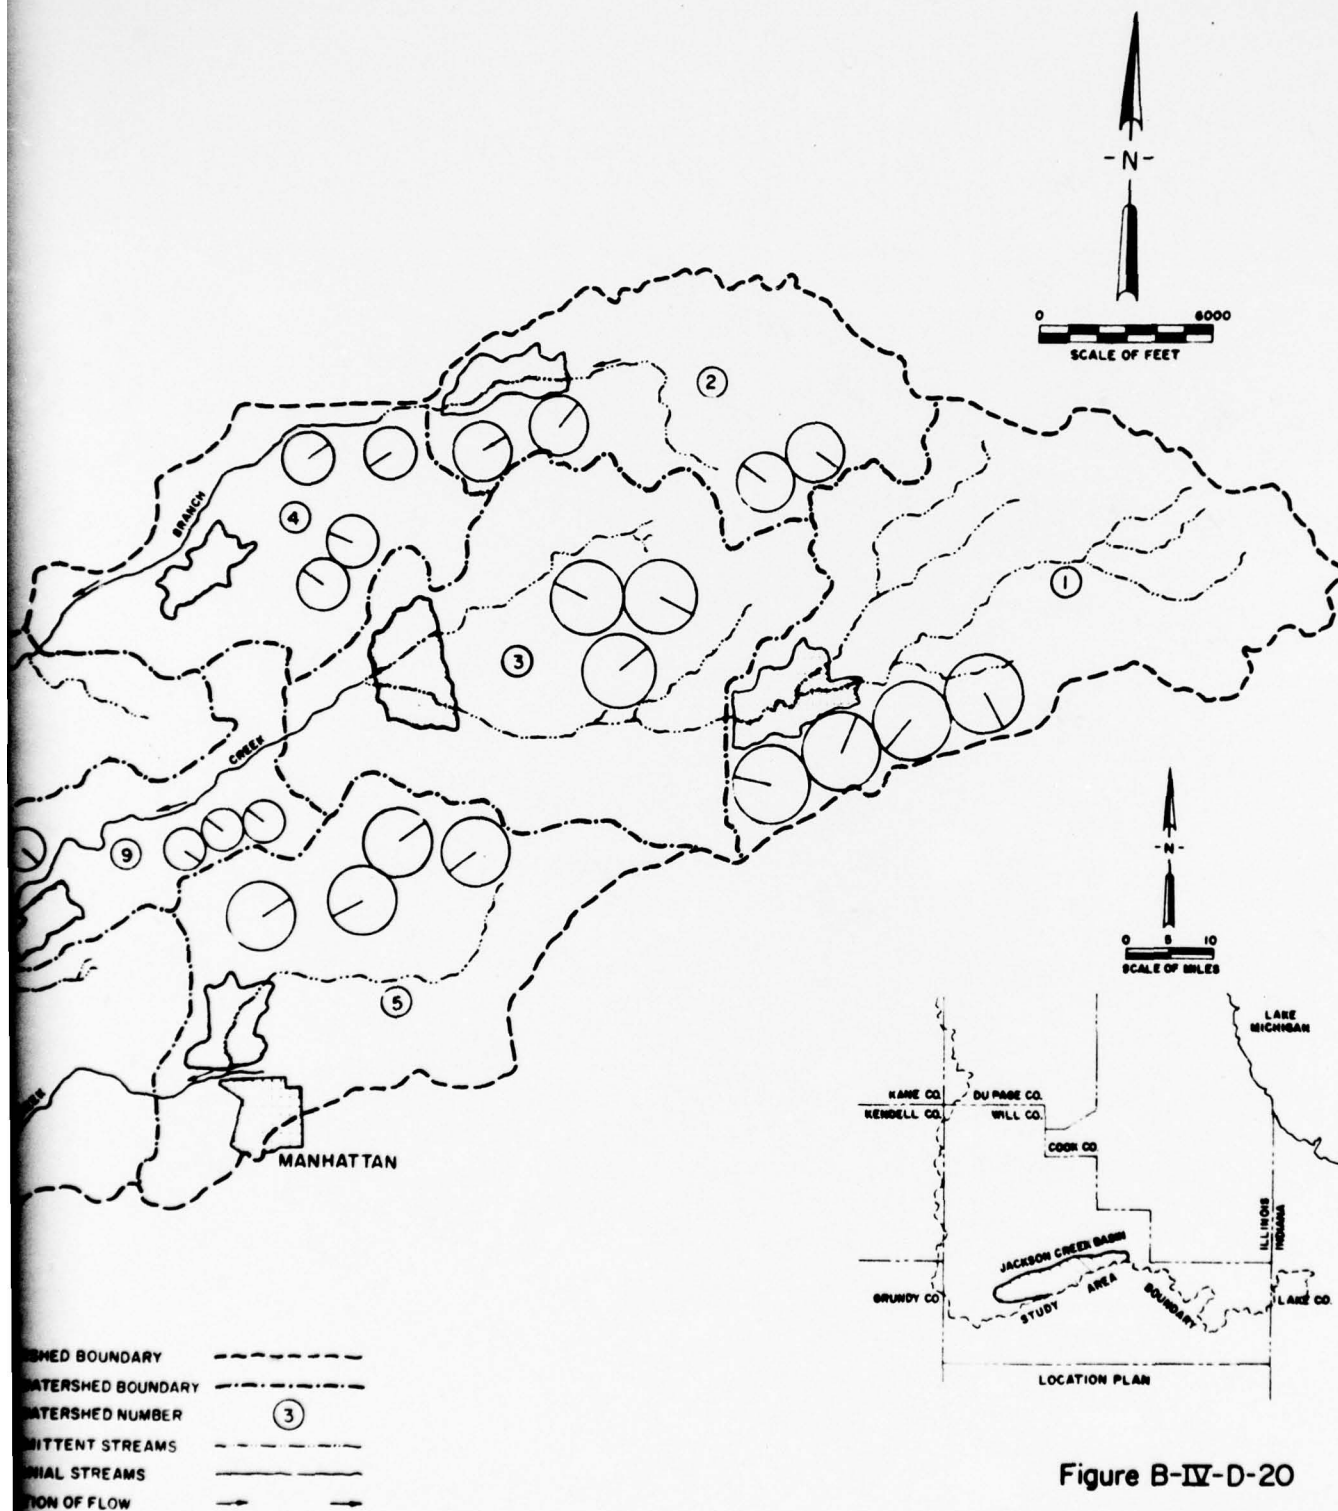 -N-
0 6000
SCALE OF FEET
2
BRANCH
4
1
3
CREEK
9
-N-
0 5 10
SCALE OF MILES
5
LAKE
MICHIGAN
KANE CO. DU PAGE CO.
KENDELL CO. WILL CO.
COOK CO.
MANHATTAN
ILLINOIS
INDIANA
JACKSON CREEK BASIN
GRUNDY CO
STUDY AREA BOUNDARY
LAKE CO.
LOCATION PLAN
SHED BOUNDARY
ATERSHED BOUNDARY
ATERSHED NUMBER 3
MITTENT STREAMS
NIAL STREAMS
ION OF FLOW
Figure B-IV-D-20